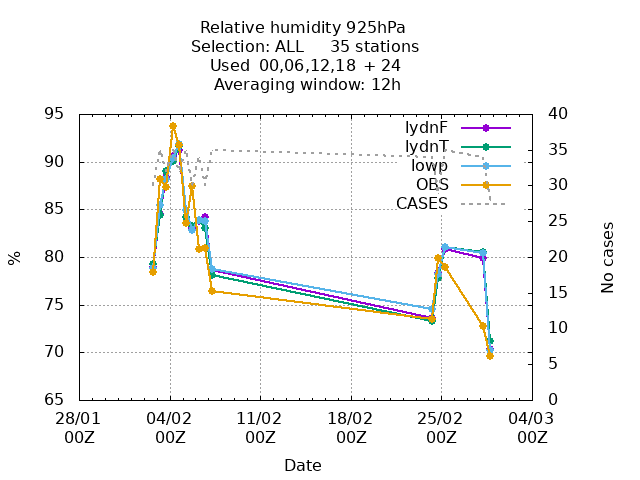 Relative humidity 925hPa
Selection: ALL 35 stations
Used 00,06,12,18 + 24
Averaging window: 12h
95
90
85
80
75
70
65
%
40
35
30
25
20
15
10
5
0
No cases
lydnF
lydnT
lowp
OBS
CASES
28/01 04/02 11/02 18/02 25/02 04/03
00Z 00Z 00Z 00Z 00Z 00Z
Date